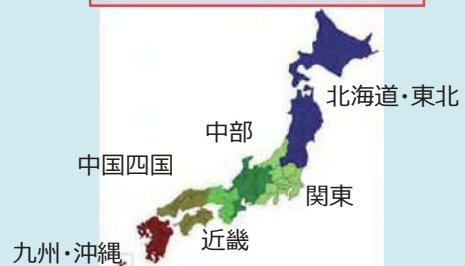 北海道・東北
中部
中国四国
関東
近畿
九州・沖縄